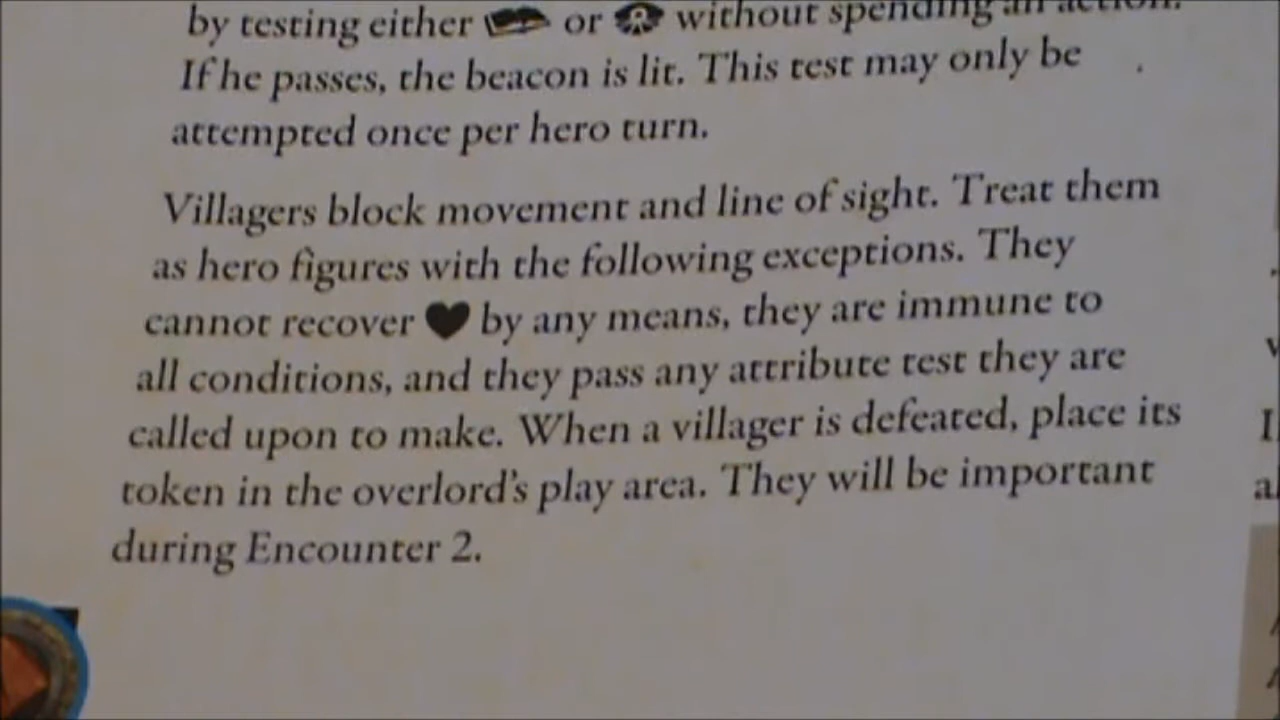 by testing either or without spending an action.
If he passes, the beacon is lit. This test may only be
attempted once per hero turn.
Villagers block movement and line of sight. Treat them
as hero figures with the following exceptions. They
cannot recover by any means, they are immune to
all conditions, and they pass any attribute test they are
called upon to make. When a villager is defeated, place its
token in the overlord's play area. They will be important
during Encounter 2.